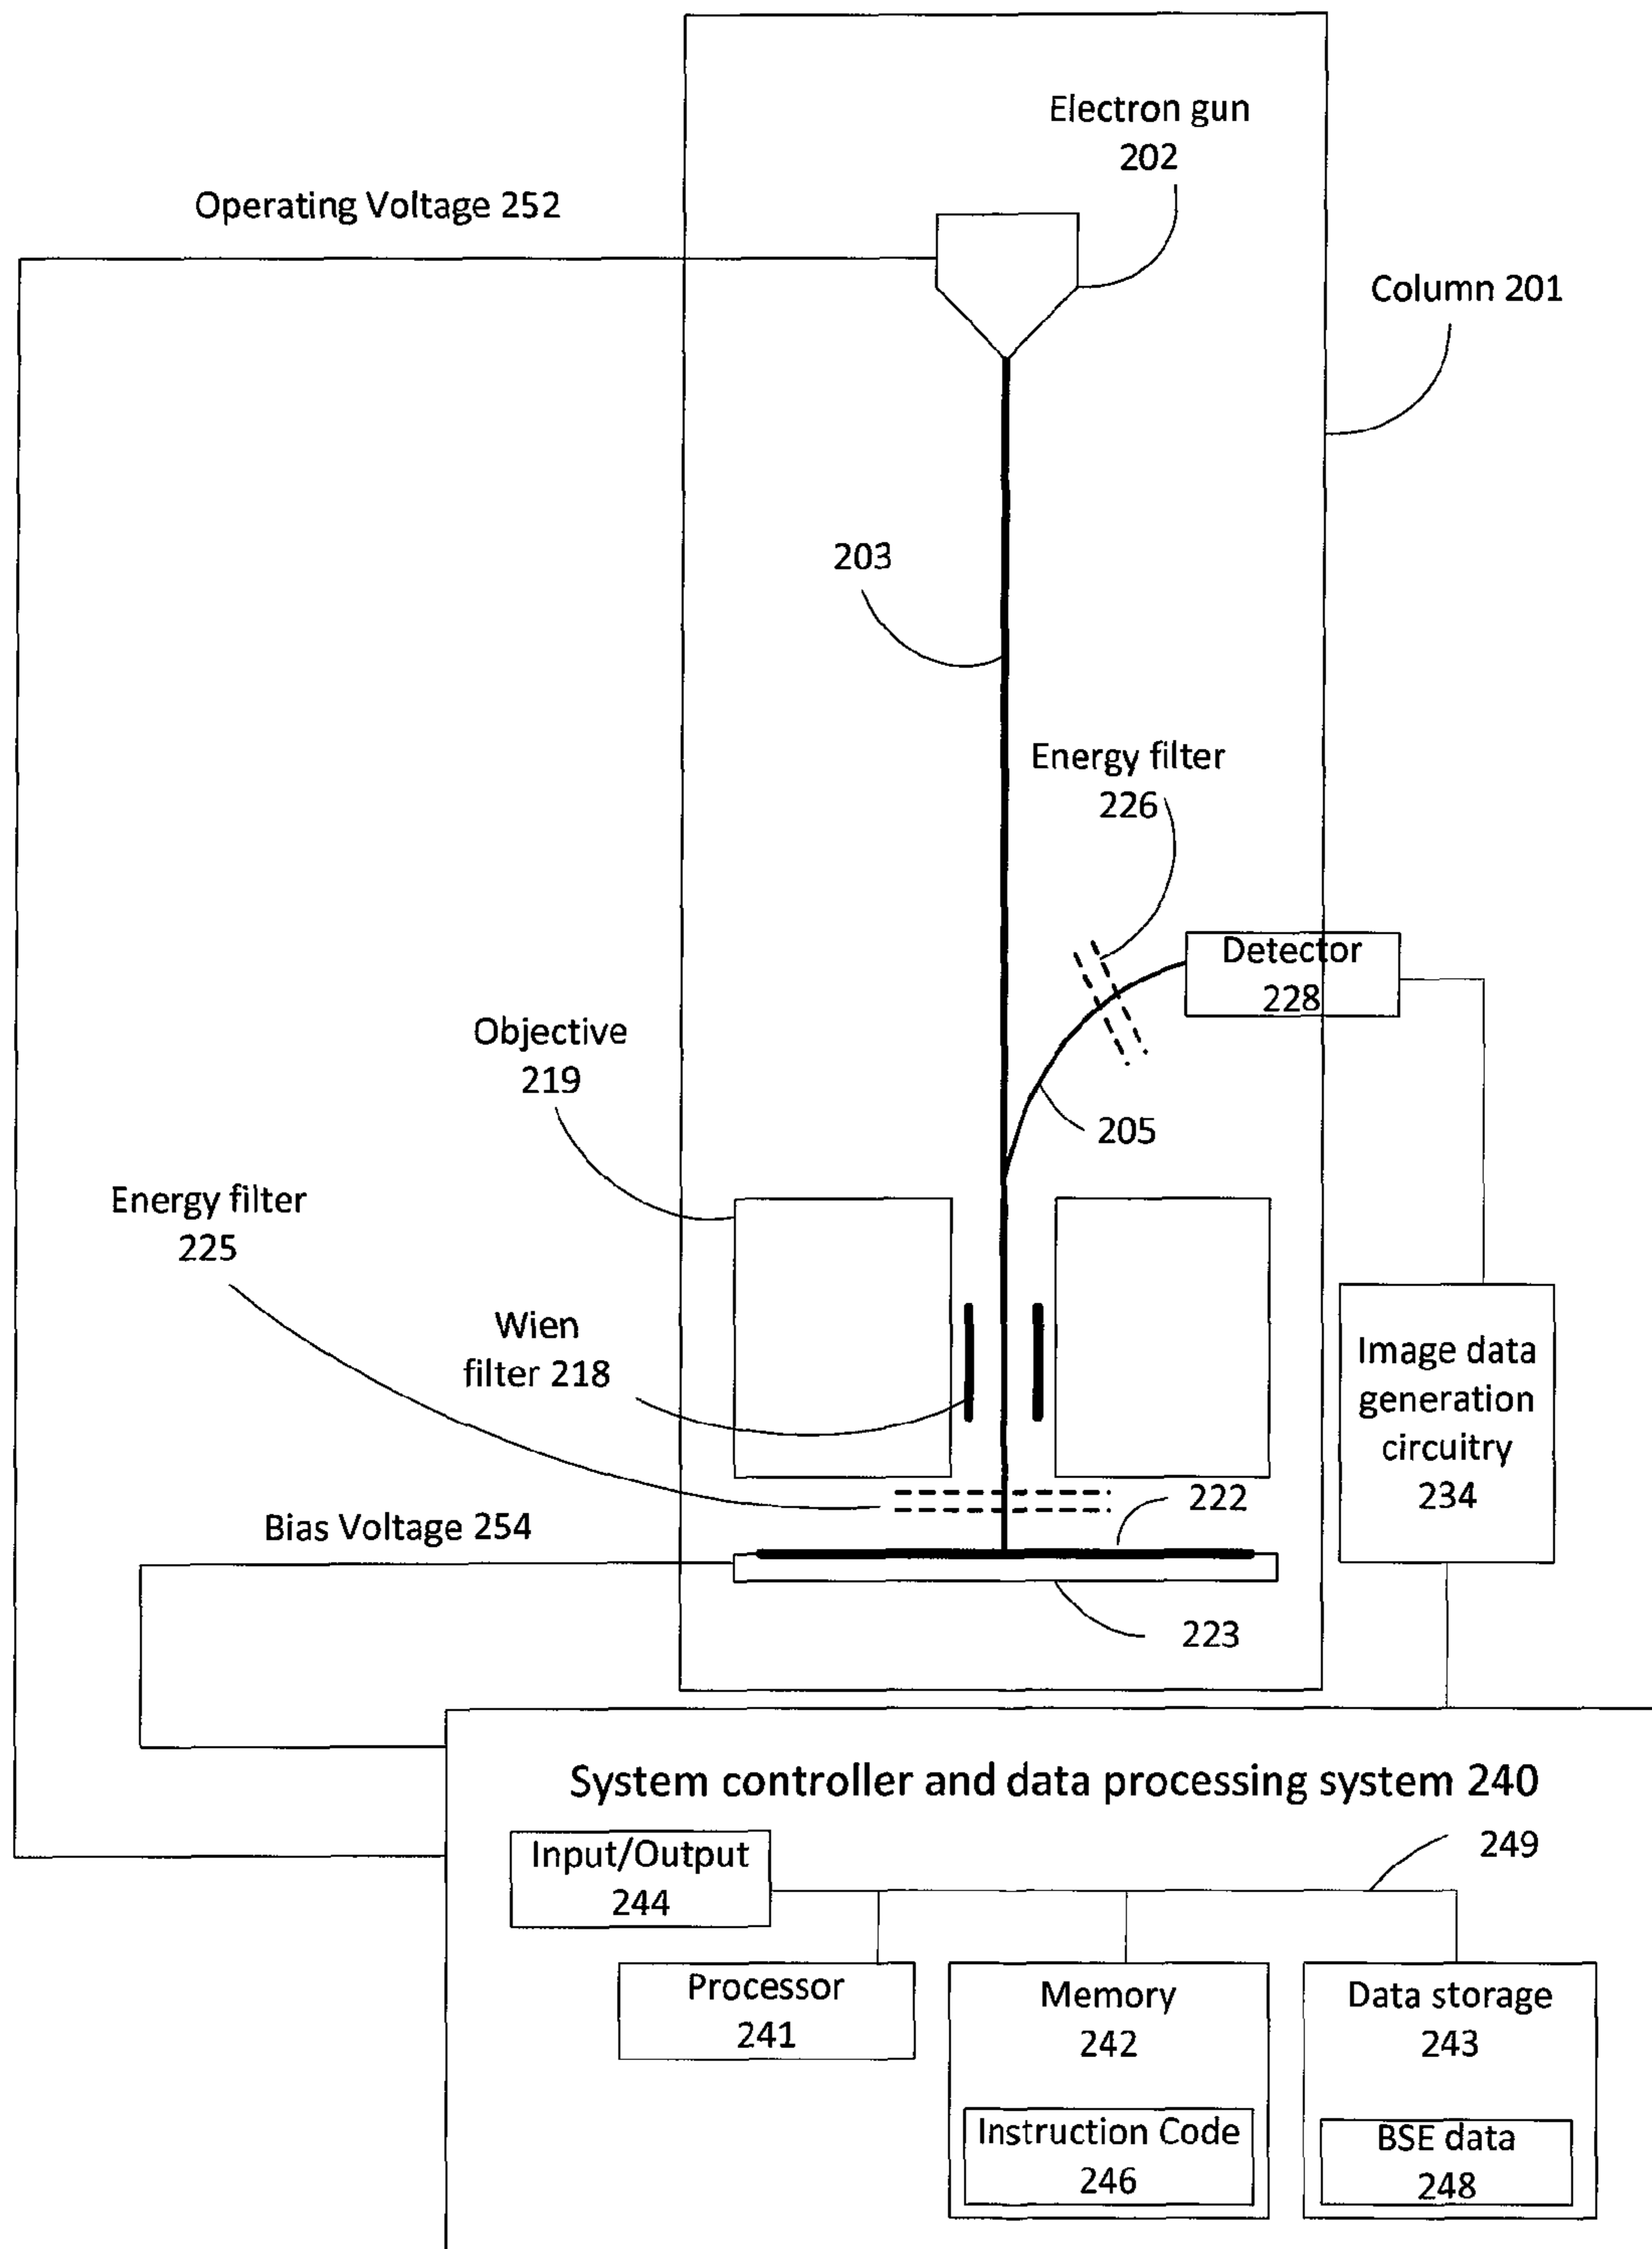 Electron gun
202
Operating Voltage 252
Column 201
203
Energy filter
226
Detector
228
Objective
219
205
Energy filter
225
Wien
filter 218
Image data
generation
circuitry
234
222
Bias Voltage 254
223
System controller and data processing system 240
Input/Output
244
249
Processor
241
Memory
242
Data storage
243
Instruction Code
246
BSE data
248